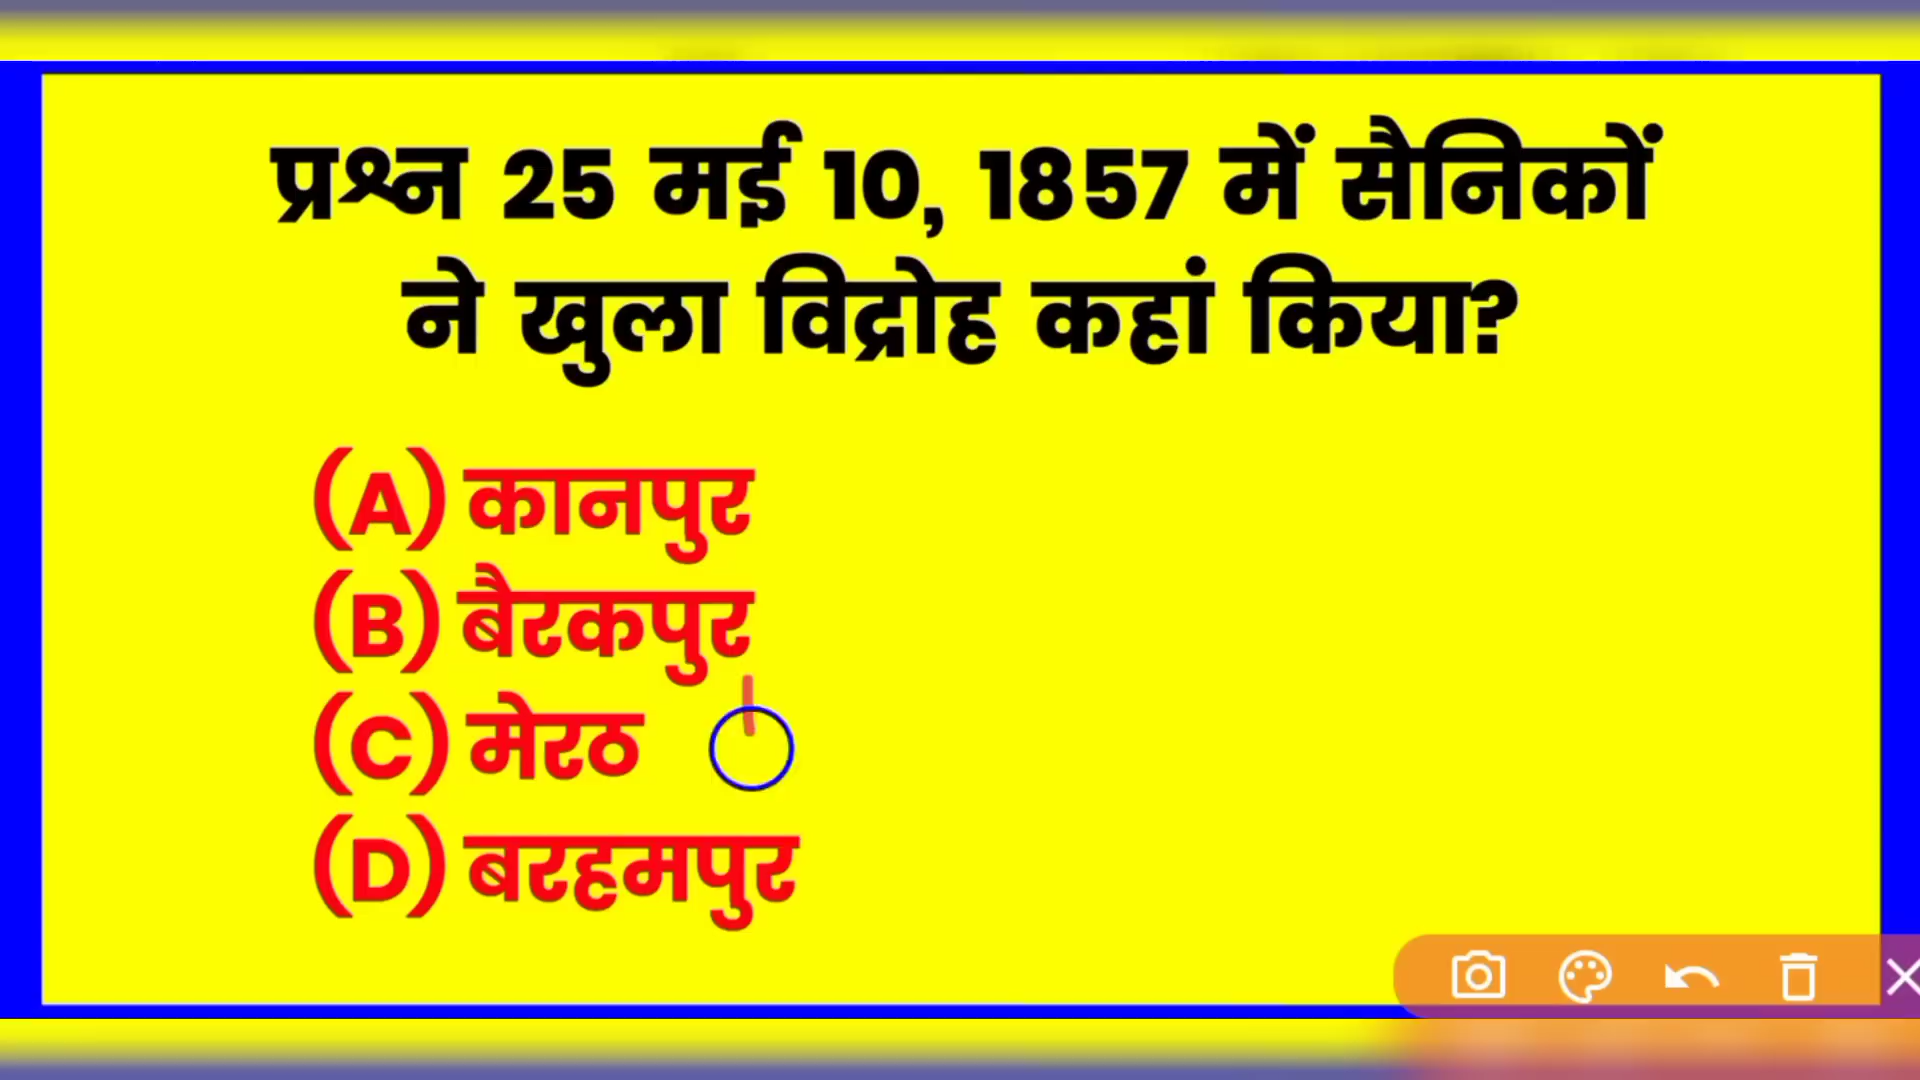 प्रश्न 25 मई 10, 1857 में सैनिकों
ने खुला विद्रोह कहां किया?
(A) कानपुर
(B) बैरकपुर
(C) मेरठ
(D) बरहमपुर